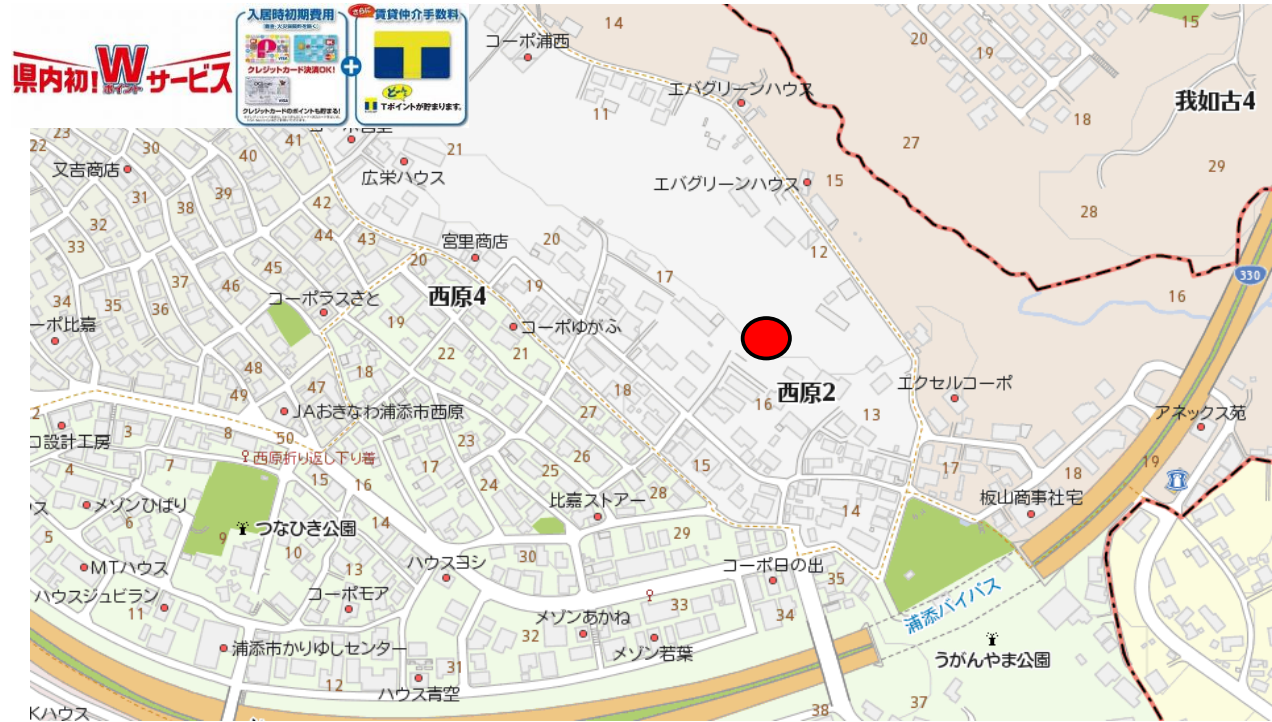 入居時初期費用
さらに
賃貸仲介手数料
県内初!Wサービス
ポイント
クレジットカード決済OK!
クレジットカードのポイントも貯まる!
どっち
Tポイントが貯まります。
コーポ浦西
14
20
19
15
18
我如古4
エバグリーンハウス
11
27
29
23
22
30
又吉商店
40
41
21
広栄ハウス
エバグリーンハウス
15
28
31
39
38
32
42
33
44
43
宮里商店
20
12
20
17
45
37
46
330
16
34
35
36
コーポラスさと
西原4
19
ーポ比嘉
19
コーポゆがふ
22
21
48
18
18
エクセルコーポ
西原2
16
49
47
13
2
JAおきなわ浦添市西原
27
アネックス苑
コ設計工房
3
8
50
西原折り返し下り着
23
26
15
17
18
19
4
7
15
17
16
25
24
28
板山商事社宅
メゾンひばり
比嘉ストアー
14
ス
6
つなひき公園
14
5
9
10
29
30
MTハウス
13
ハウスヨシ
コーポ日の出
35
ハウスジュビラン
コーポモア
浦添バイパス
11
メゾンあかね
33
34
32
浦添市かりゆしセンター
メゾン若葉
うがんやま公園
31
12
ハウス青空
37
38
Kハウス